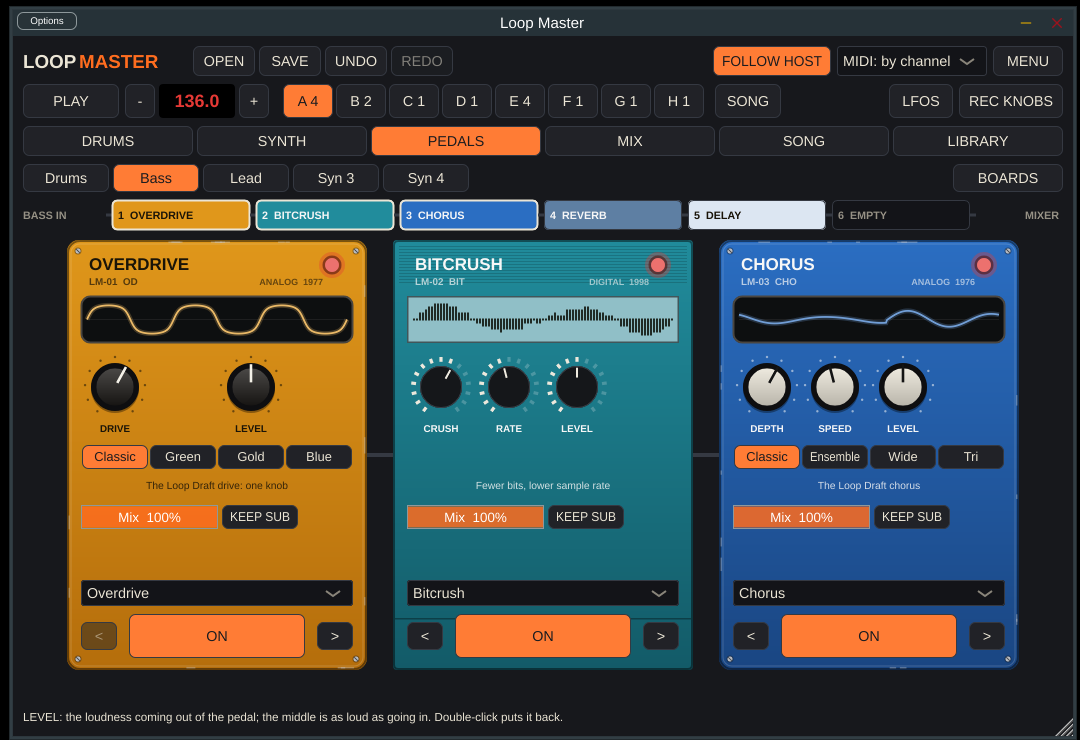 Options
Loop Master
LOOPMASTER OPEN SAVE UNDO REDO FOLLOW HOST MIDI: by channel MENU
PLAY - 136.0 + A 4 B 2 C 1 D 1 E 4 F 1 G 1 H 1 SONG LFOS REC KNOBS
DRUMS SYNTH PEDALS MIX SONG LIBRARY
Drums Bass Lead Syn 3 Syn 4 BOARDS
BASS IN 1 OVERDRIVE 2 BITCRUSH 3 CHORUS 4 REVERB 5 DELAY 6 EMPTY MIXER
OVERDRIVE
LM-01 OD ANALOG 1977
DRIVE LEVEL
Classic Green Gold Blue
The Loop Draft drive: one knob
Mix 100% KEEP SUB
Overdrive
< ON >
BITCRUSH
LM-02 BIT DIGITAL 1998
CRUSH RATE LEVEL
Fewer bits, lower sample rate
Mix 100% KEEP SUB
Bitcrush
< ON >
CHORUS
LM-03 CHO ANALOG 1976
DEPTH SPEED LEVEL
Classic Ensemble Wide Tri
The Loop Draft chorus
Mix 100% KEEP SUB
Chorus
< ON >
LEVEL: the loudness coming out of the pedal; the middle is as loud as going in. Double-click puts it back.